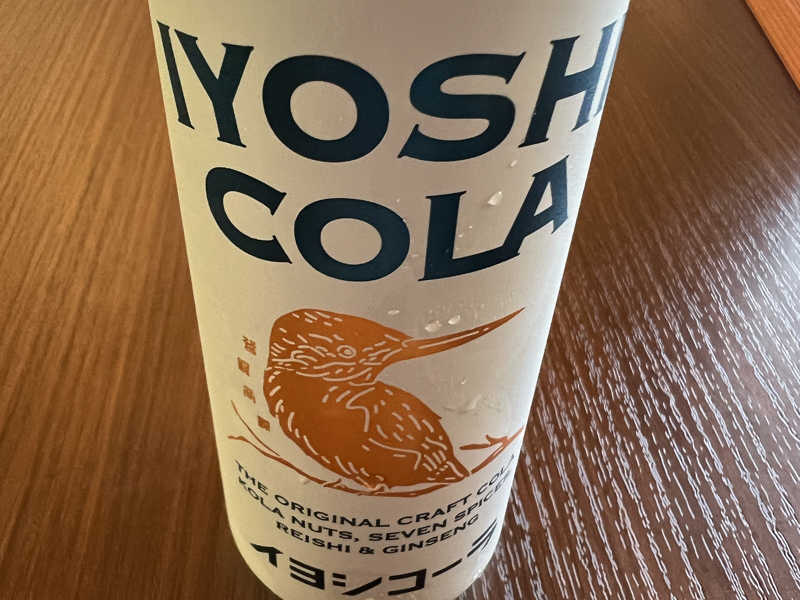 IYOSHI
COLA
THE ORIGINAL CRAFT COLA
KOLA NUTS, SEVEN SPICES
REISHI & GINSENG
イヨシコーラ